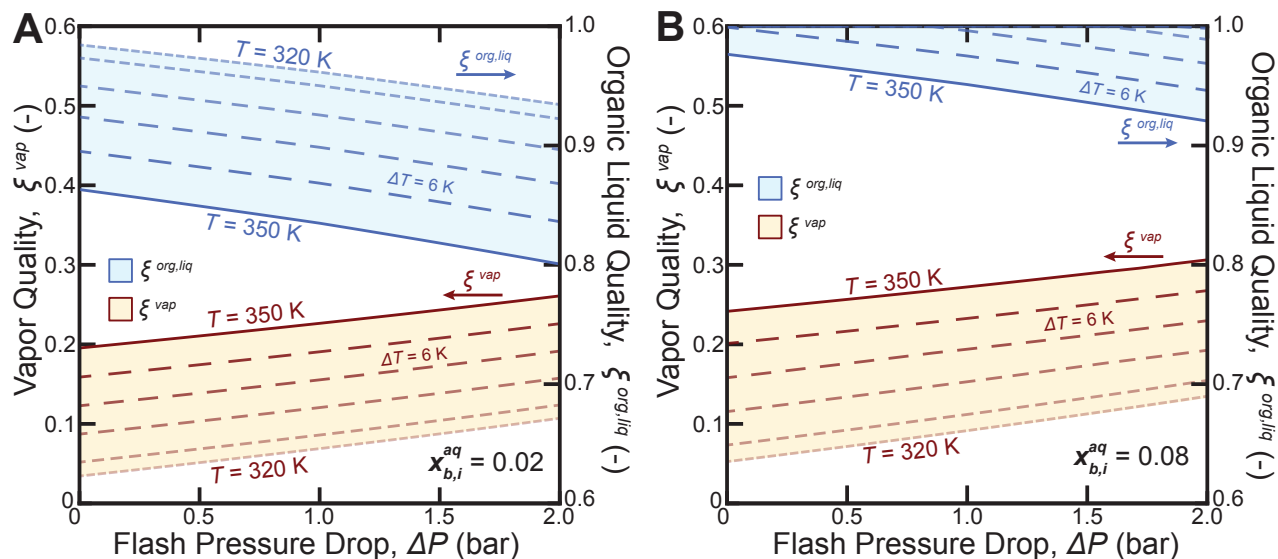 A
0.6
0.5
0.4
0.3
0.2
0.1
0
Vapor Quality, ξ^vap (-)
T = 320 K
ξ^org,liq
ΔT = 6 K
T = 350 K
ξ^org,liq
ξ^vap
ξ^vap
T = 350 K
ΔT = 6 K
T = 320 K
x^aq_b,i = 0.02
1.0
0.9
0.8
0.7
0.6
Organic Liquid Quality, ξ^org,liq (-)
0 0.5 1.0 1.5 2.0
Flash Pressure Drop, ΔP (bar)
B
0.6
0.5
0.4
0.3
0.2
0.1
0
Vapor Quality, ξ^vap (-)
T = 350 K
ΔT = 6 K
ξ^org,liq
ξ^org,liq
ξ^vap
ξ^vap
T = 350 K
ΔT = 6 K
T = 320 K
x^aq_b,i = 0.08
1.0
0.9
0.8
0.7
0.6
Organic Liquid Quality, ξ^org,liq (-)
0 0.5 1.0 1.5 2.0
Flash Pressure Drop, ΔP (bar)